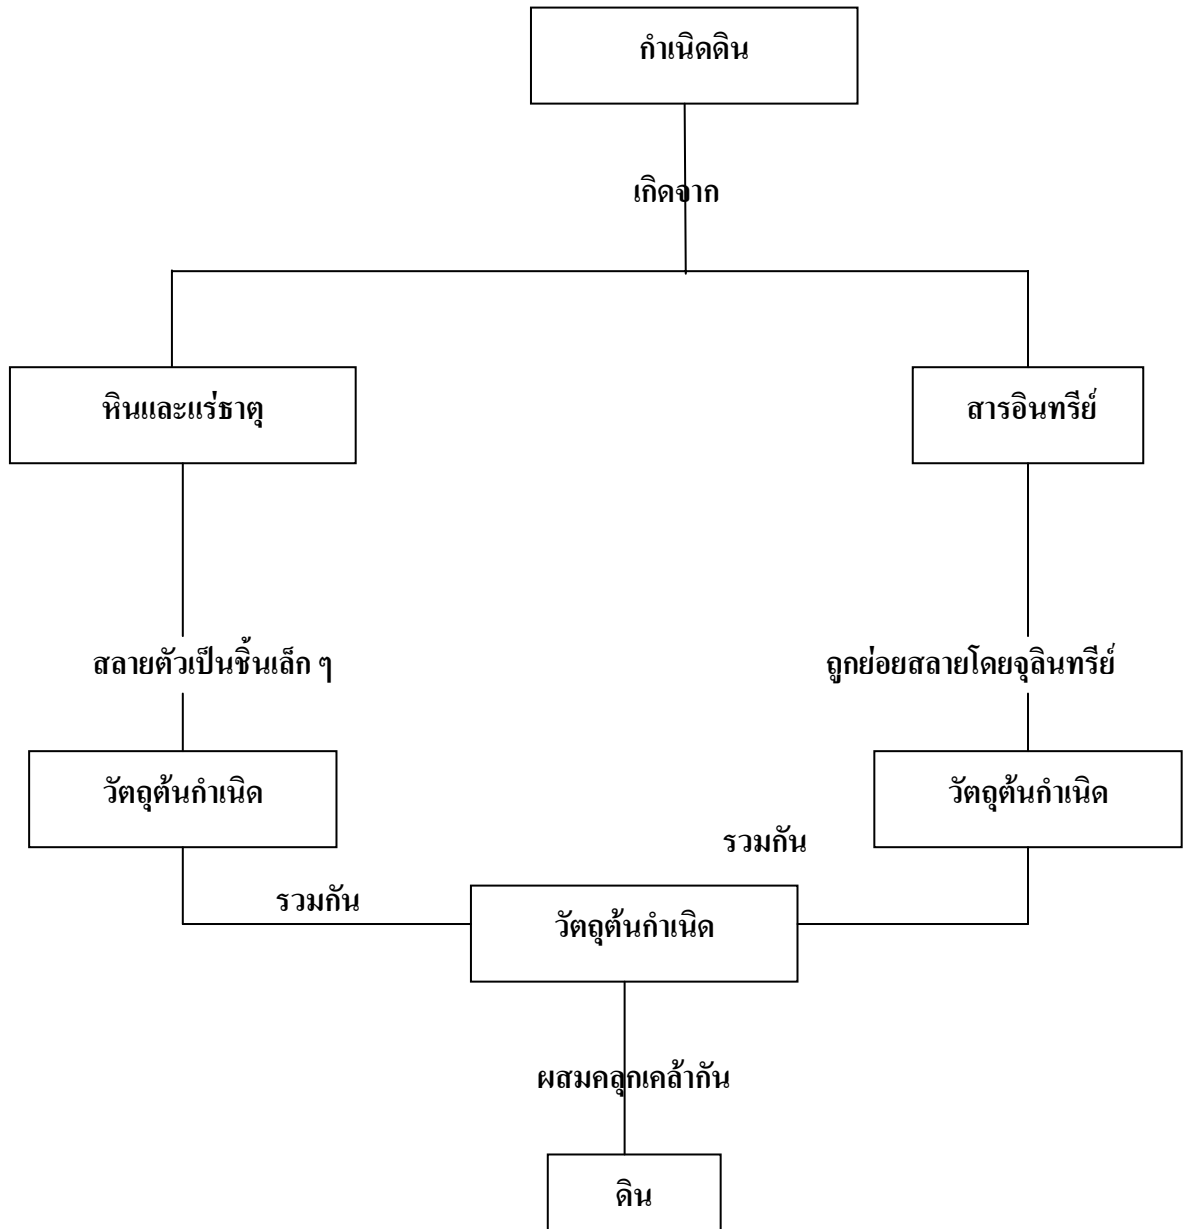 กำเนิดดิน
เกิดจาก
หินและแร่ธาตุ
สารอินทรีย์
สลายตัวเป็นชิ้นเล็ก ๆ
ถูกย่อยสลายโดยจุลินทรีย์
วัตถุต้นกำเนิด
วัตถุต้นกำเนิด
รวมกัน
รวมกัน
วัตถุต้นกำเนิด
ผสมคลุกเคล้ากัน
ดิน